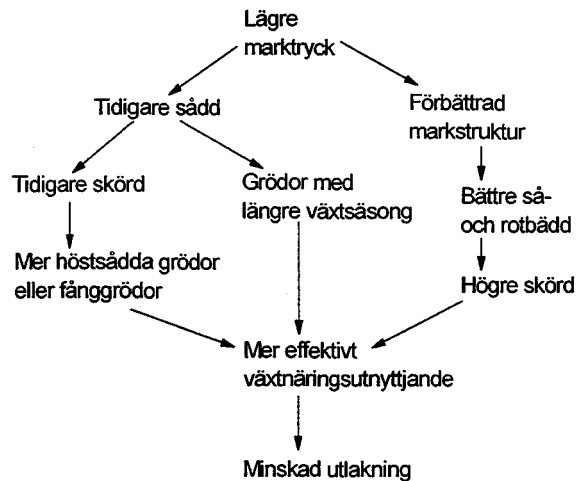 Lägre
marktryck
Tidigare sådd
Förbättrad
markstruktur
Tidigare skörd
Grödor med
längre växtsäsong
Bättre så-
och rotbädd
Mer höstsådda grödor
eller fånggrödor
Högre skörd
Mer effektivt
växtnäringsutnyttjande
Minskad utlakning